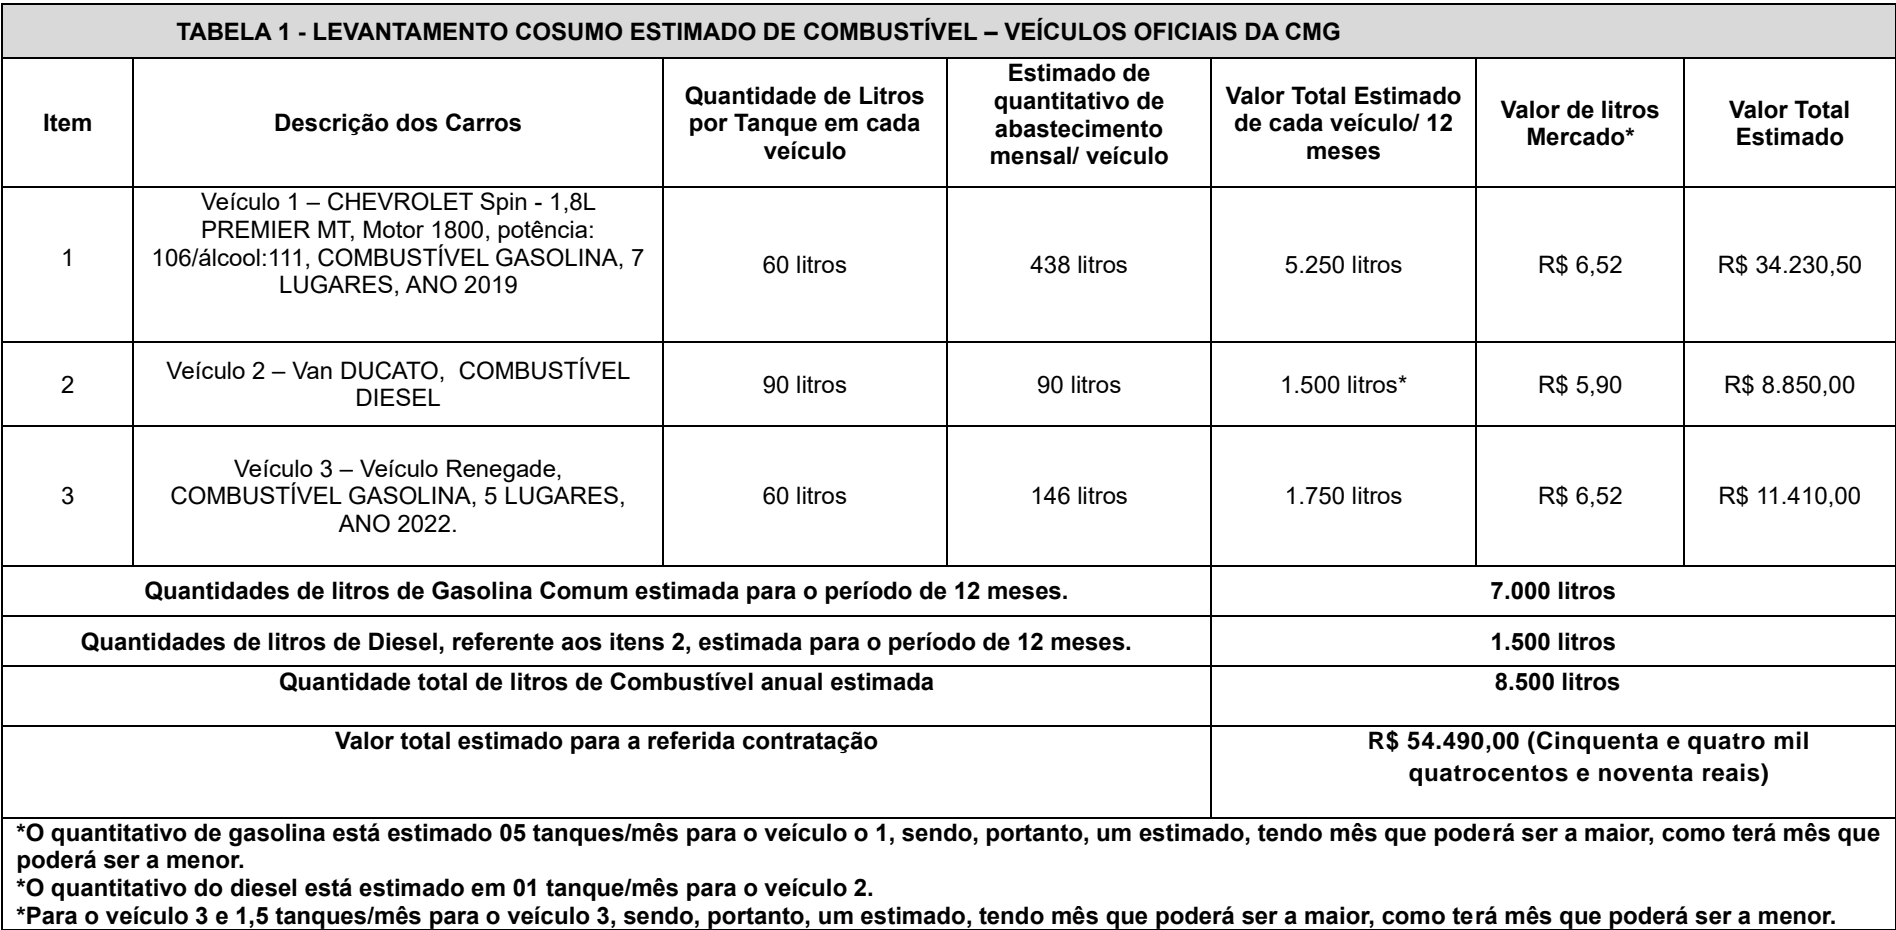 TABELA 1 - LEVANTAMENTO COSUMO ESTIMADO DE COMBUSTÍVEL – VEÍCULOS OFICIAIS DA CMG
Item
Descrição dos Carros
Quantidade de Litros
por Tanque em cada
veículo
Estimado de
quantitativo de
abastecimento
mensal/ veículo
Valor Total Estimado
de cada veículo/ 12
meses
Valor de litros
Mercado*
Valor Total
Estimado
1
Veículo 1 – CHEVROLET Spin - 1,8L
PREMIER MT, Motor 1800, potência:
106/álcool:111, COMBUSTÍVEL GASOLINA, 7
LUGARES, ANO 2019
60 litros
438 litros
5.250 litros
R$ 6,52
R$ 34.230,50
2
Veículo 2 – Van DUCATO, COMBUSTÍVEL
DIESEL
90 litros
90 litros
1.500 litros*
R$ 5,90
R$ 8.850,00
3
Veículo 3 – Veículo Renegade,
COMBUSTÍVEL GASOLINA, 5 LUGARES,
ANO 2022.
60 litros
146 litros
1.750 litros
R$ 6,52
R$ 11.410,00
Quantidades de litros de Gasolina Comum estimada para o período de 12 meses.
7.000 litros
Quantidades de litros de Diesel, referente aos itens 2, estimada para o período de 12 meses.
1.500 litros
Quantidade total de litros de Combustível anual estimada
8.500 litros
Valor total estimado para a referida contratação
R$ 54.490,00 (Cinquenta e quatro mil
quatrocentos e noventa reais)
*O quantitativo de gasolina está estimado 05 tanques/mês para o veículo o 1, sendo, portanto, um estimado, tendo mês que poderá ser a maior, como terá mês que
poderá ser a menor.
*O quantitativo do diesel está estimado em 01 tanque/mês para o veículo 2.
*Para o veículo 3 e 1,5 tanques/mês para o veículo 3, sendo, portanto, um estimado, tendo mês que poderá ser a maior, como terá mês que poderá ser a menor.